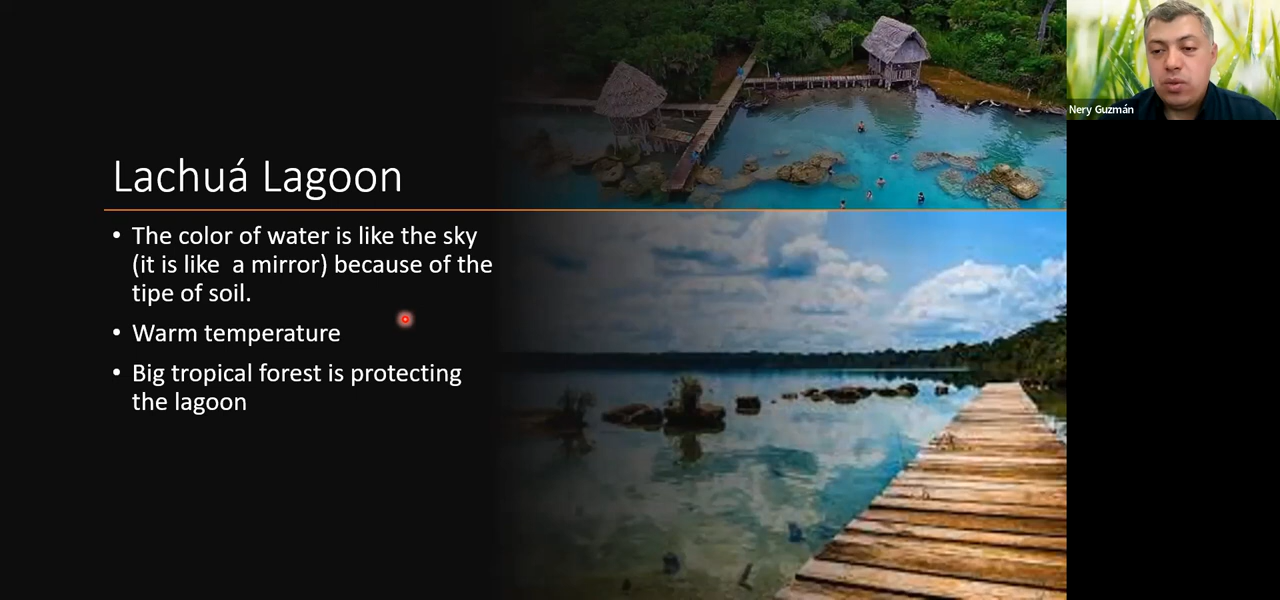 Nery Guzmán
Lachuá Lagoon
• The color of water is like the sky
(it is like  a mirror) because of the
tipe of soil.
• Warm temperature
• Big tropical forest is protecting
the lagoon